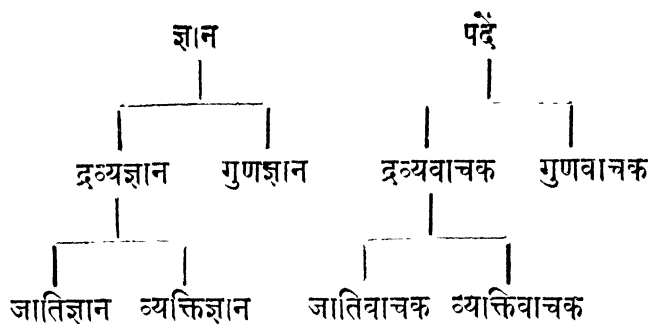 ज्ञान पदें
द्रव्यज्ञान गुणज्ञान द्रव्यवाचक गुणवाचक
जातिज्ञान व्यक्तिज्ञान जातिवाचक व्यक्तिवाचक